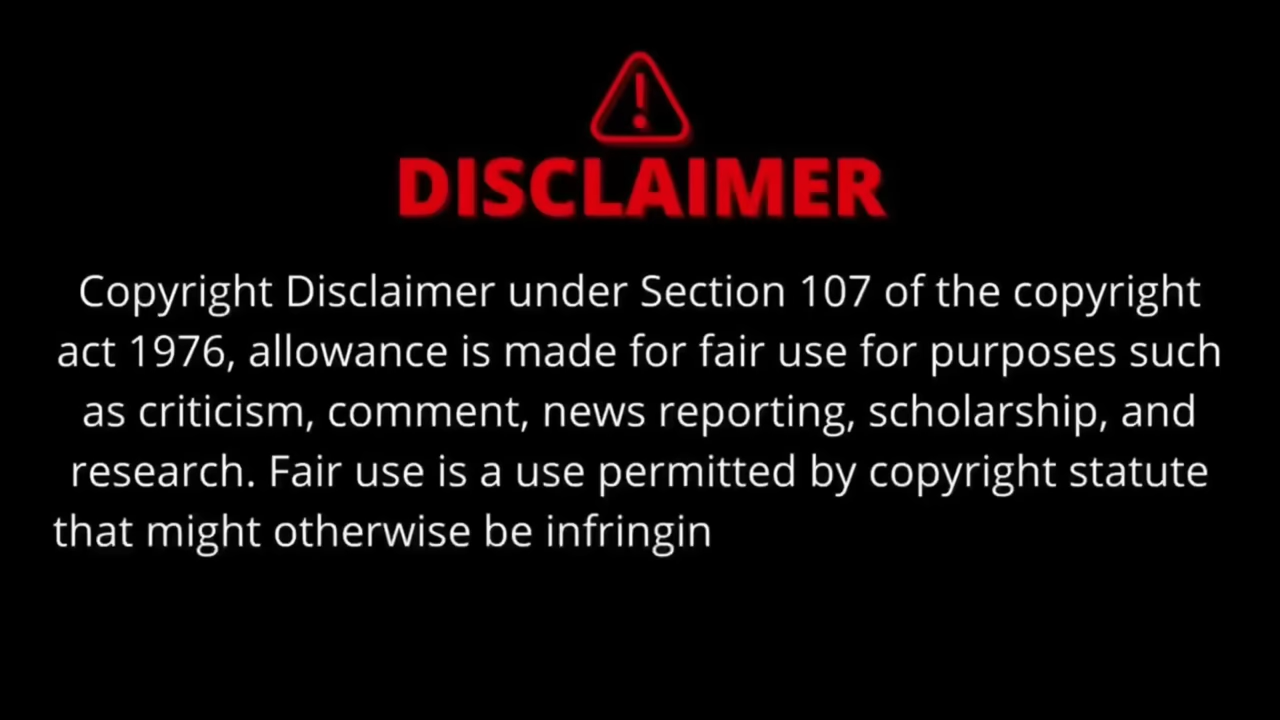 DISCLAIMER
Copyright Disclaimer under Section 107 of the copyright
act 1976, allowance is made for fair use for purposes such
as criticism, comment, news reporting, scholarship, and
research. Fair use is a use permitted by copyright statute
that might otherwise be infringin